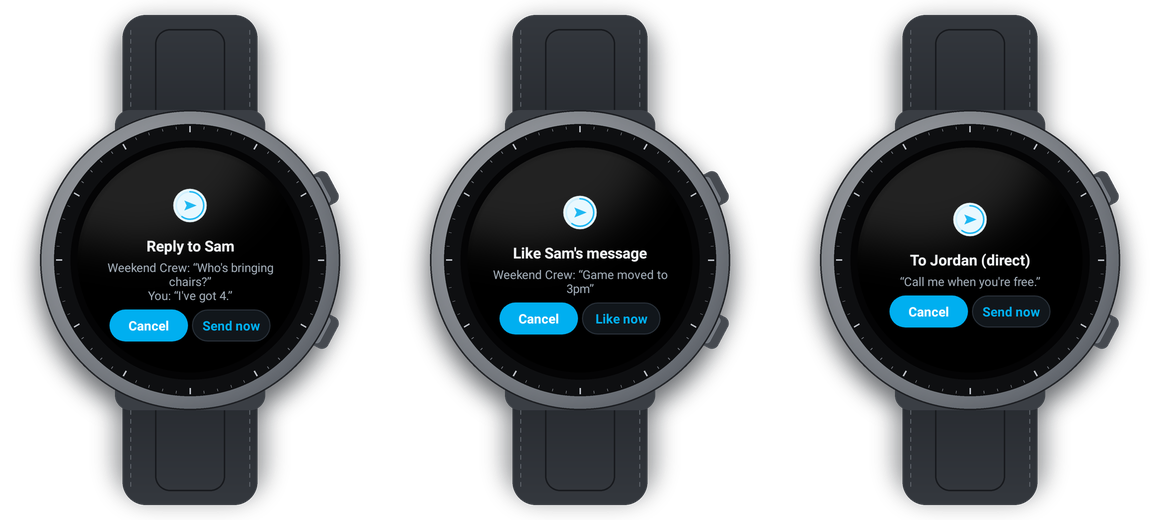 Reply to Sam
Weekend Crew: “Who's bringing
chairs?”
You: “I've got 4.”
Cancel
Send now
Like Sam's message
Weekend Crew: “Game moved to
3pm”
Cancel
Like now
To Jordan (direct)
“Call me when you're free.”
Cancel
Send now